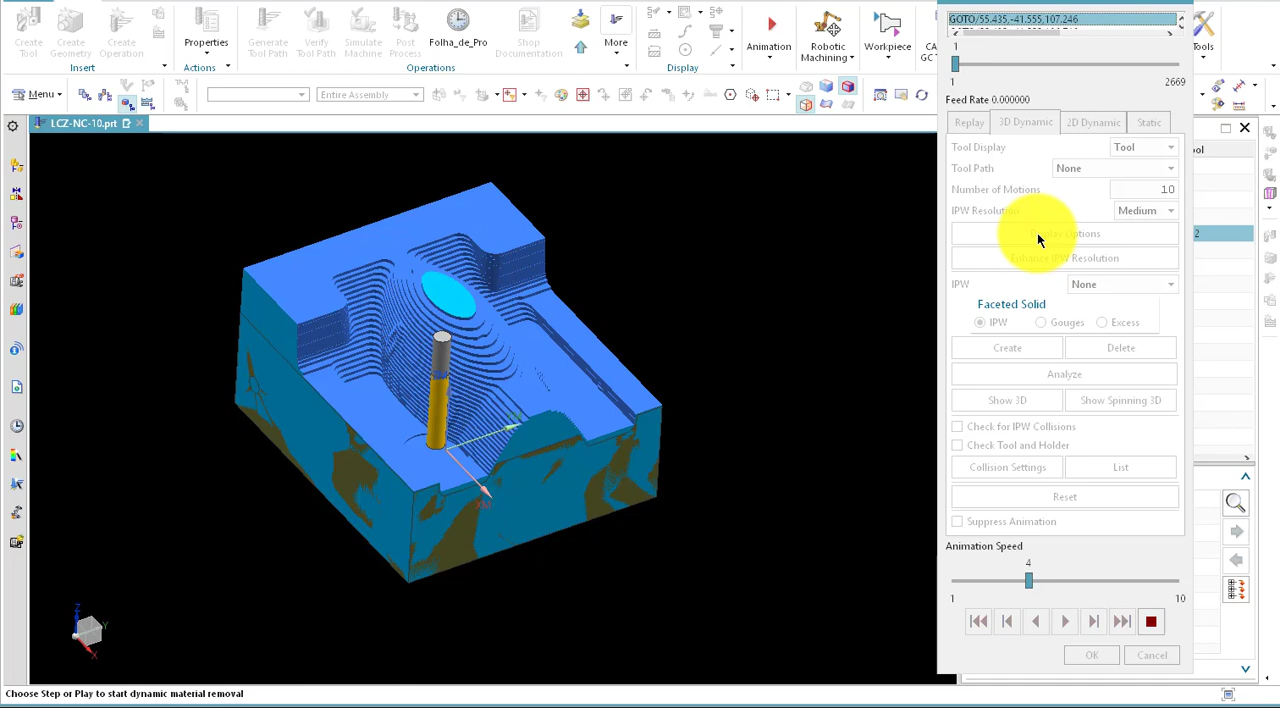 Create Tool
Create Geometry
Create Operation
Properties
Generate Tool Path
Verify Tool Path
Simulate Machine
Post Process
Folha_de_Pro
Shop Documentation
More
Animation
Robotic Machining
Workpiece
Tools
Insert
Actions
Operations
Display
Menu
Entire Assembly
LCZ-NC-10.prt
GOTO/55.435,-41.555,107.246
1
1
2669
Feed Rate 0.000000
Replay
3D Dynamic
2D Dynamic
Static
Tool Display
Tool
Tool Path
None
Number of Motions
10
IPW Resolution
Medium
Display Options
Enhance IPW Resolution
IPW
None
Faceted Solid
IPW
Gouges
Excess
Create
Delete
Analyze
Show 3D
Show Spinning 3D
Check for IPW Collisions
Check Tool and Holder
Collision Settings
List
Reset
Suppress Animation
Animation Speed
4
1
10
OK
Cancel
ool
2
XM
Z
Y
X
Choose Step or Play to start dynamic material removal